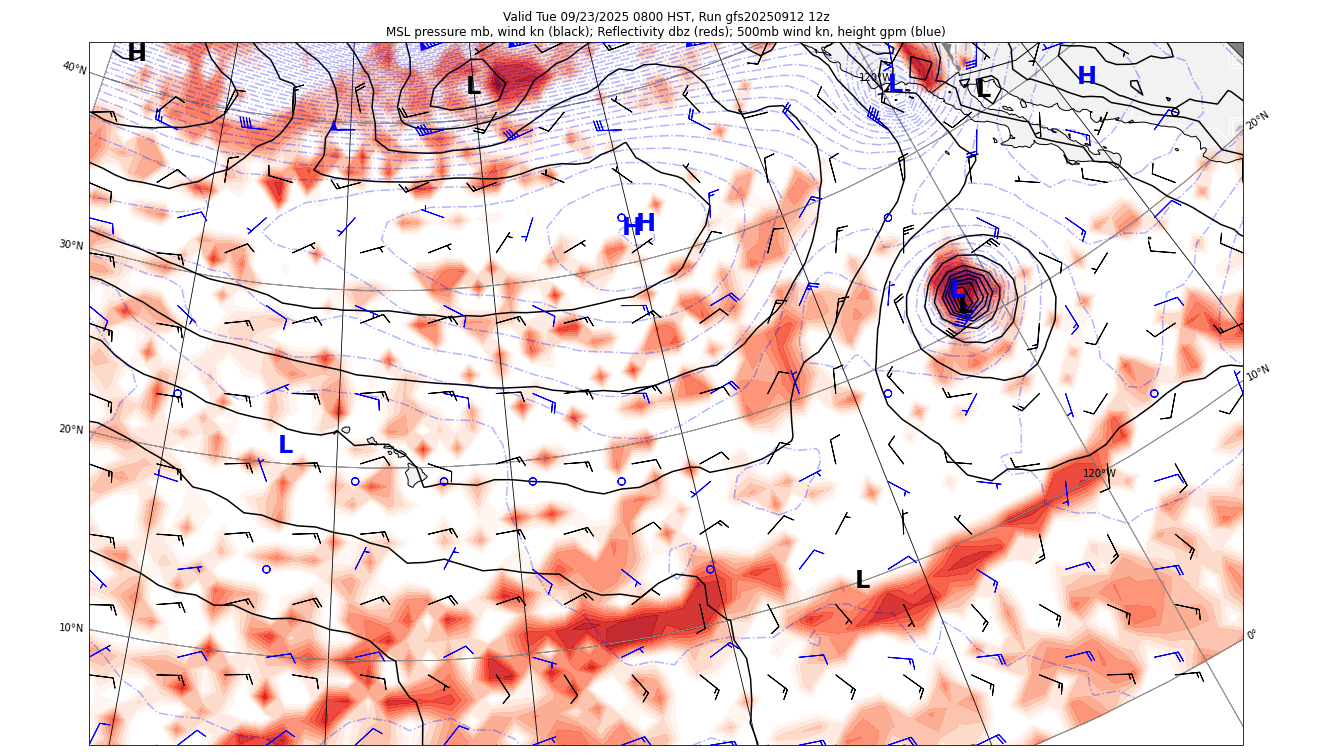 Valid Tue 09/23/2025 0800 HST, Run gfs20250912 12z
MSL pressure mb, wind kn (black); Reflectivity dbz (reds); 500mb wind kn, height gpm (blue)
H
40°N
L
120°W
L
L
H
20°N
H
H
30°N
L
L
10°N
20°N
L
120°W
L
10°N
0°